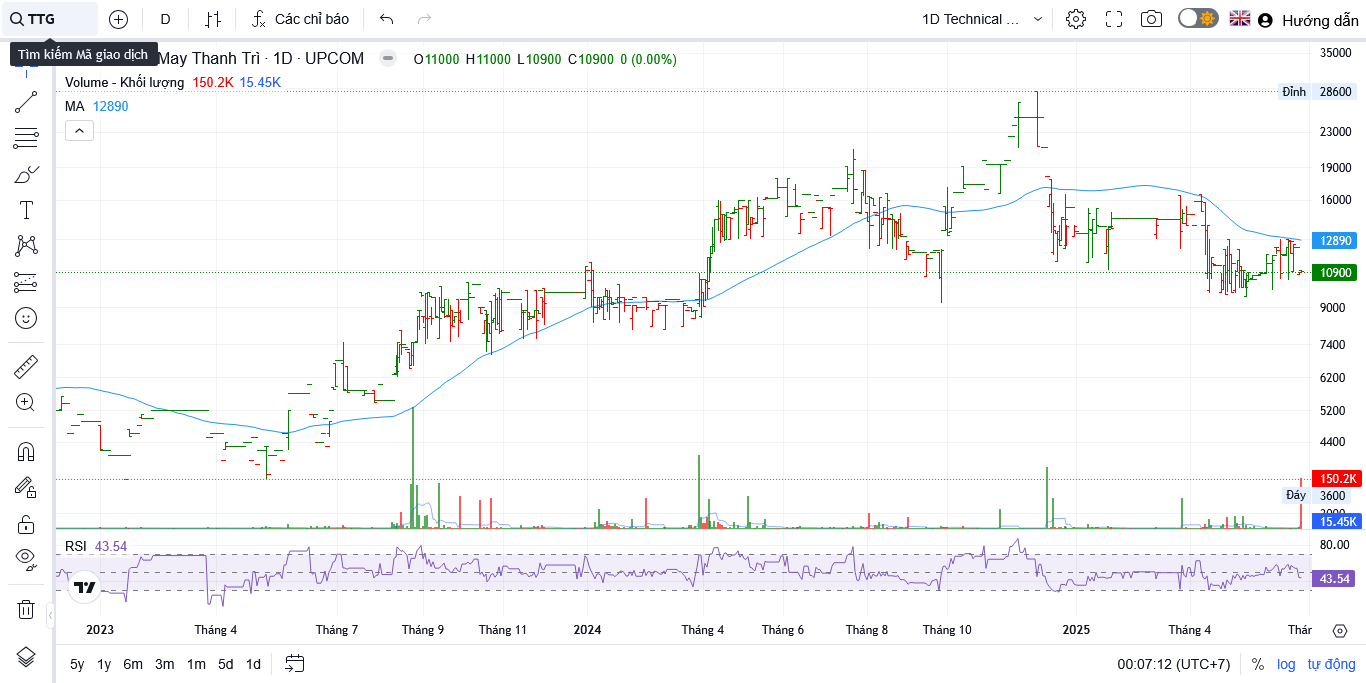 TTG
D
Các chỉ báo
1D Technical ...
Hướng dẫn
Tìm kiếm Mã giao dịch
May Thanh Trì · 1D · UPCOM
O11000 H11000 L10900 C10900 0 (0.00%)
Volume - Khối lượng 150.2K 15.45K
MA 12890
35000
Đỉnh 28600
23000
19000
16000
12890
10900
9000
7400
6200
5200
4400
150.2K
Đáy 3600
15.45K
RSI 43.54
80.00
43.54
2023 Tháng 4 Tháng 7 Tháng 9 Tháng 11 2024 Tháng 4 Tháng 6 Tháng 8 Tháng 10 2025 Tháng 4 Thár
5y 1y 6m 3m 1m 5d 1d
00:07:12 (UTC+7) % log tự động